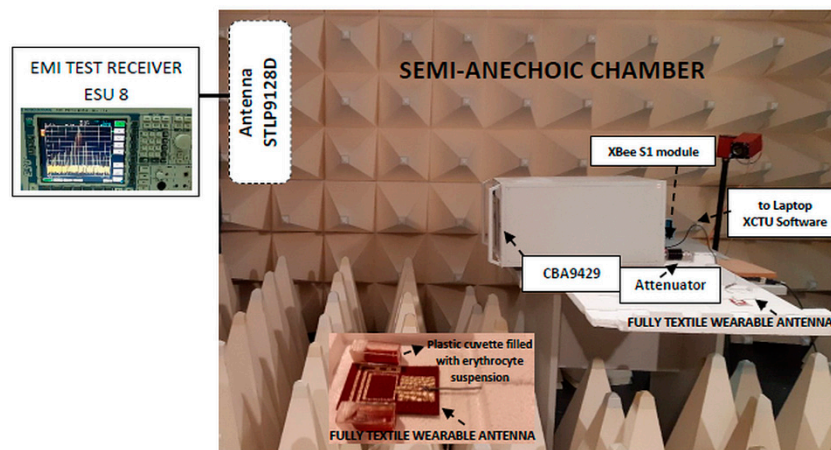 EMI TEST RECEIVER
ESU 8
Antenna
STLP9128D
SEMI-ANECHOIC CHAMBER
XBee S1 module
to Laptop
XCTU Software
CBA9429
Attenuator
FULLY TEXTILE WEARABLE ANTENNA
Plastic cuvette filled
with erythrocyte
suspension
FULLY TEXTILE WEARABLE ANTENNA